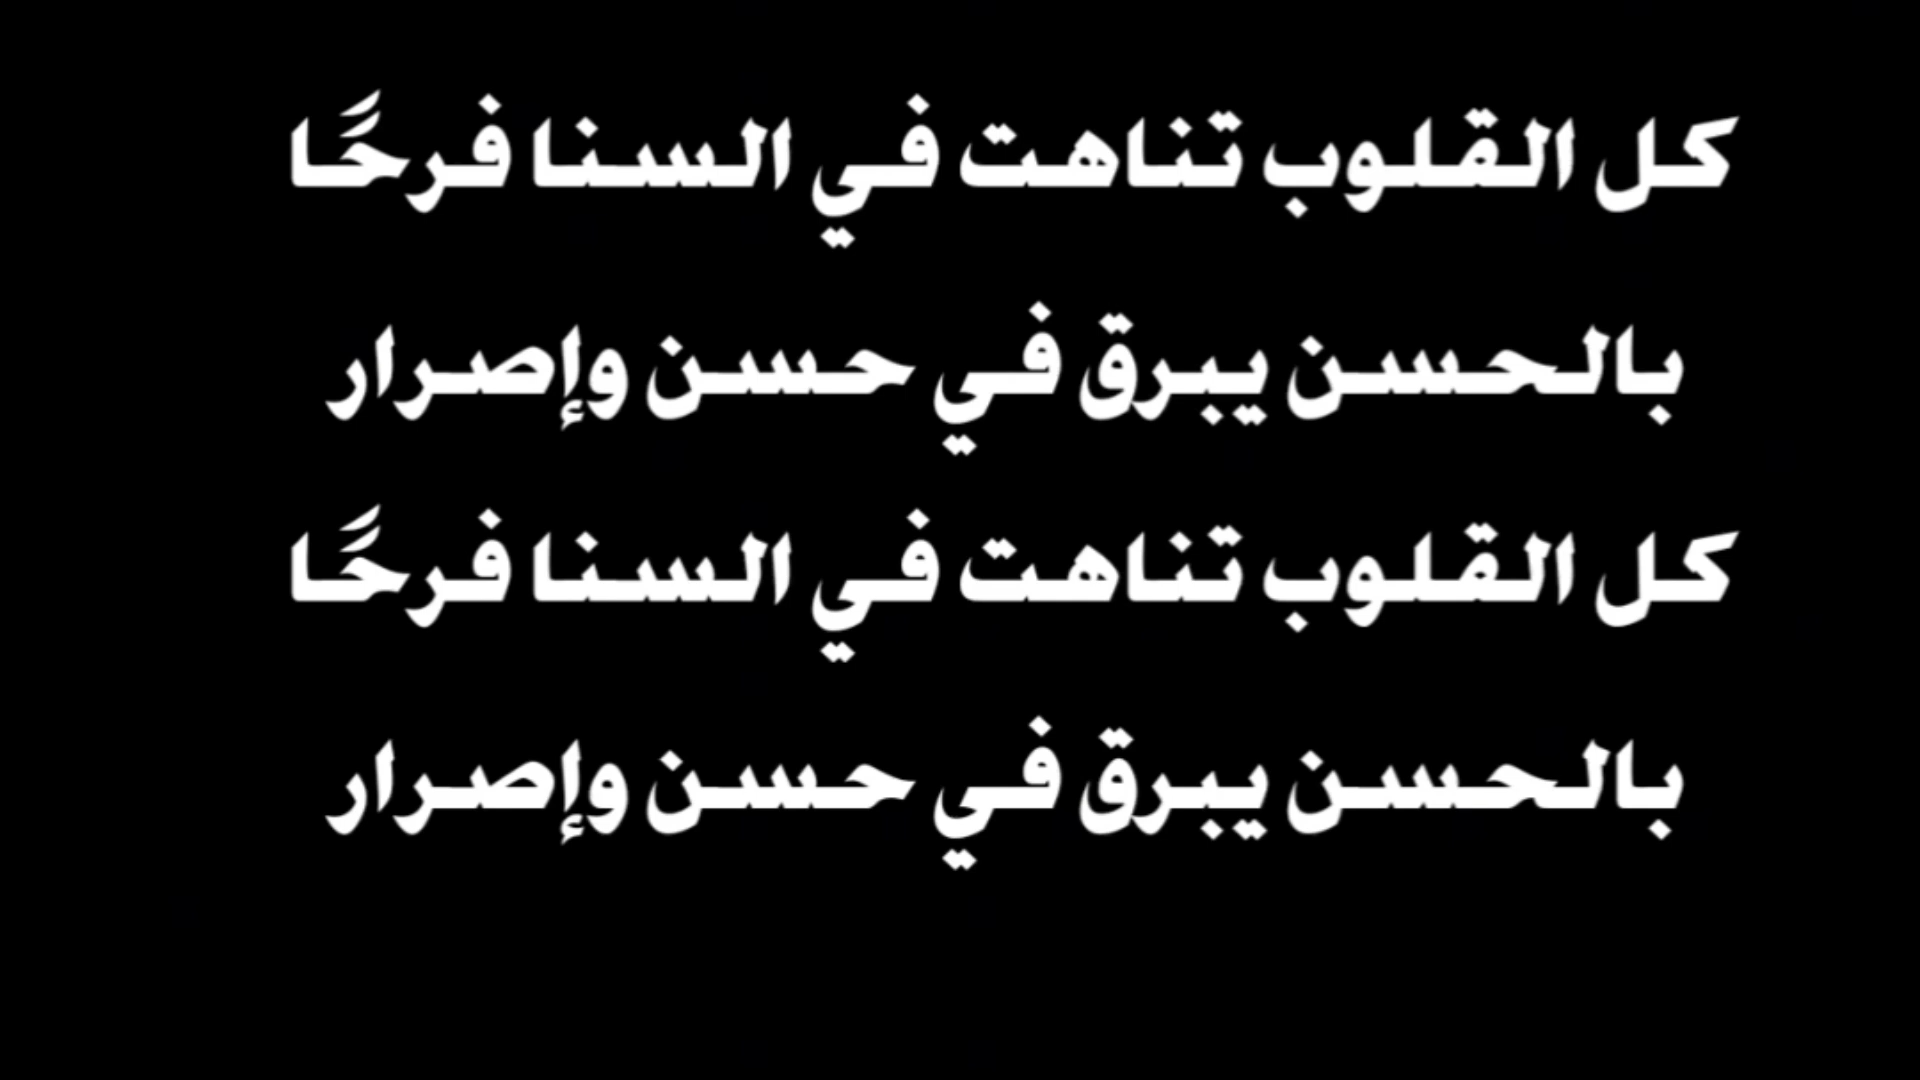 كل القلوب تناهت في السنا فرحًا
بالحسن يبرق في حسن وإصرار
كل القلوب تناهت في السنا فرحًا
بالحسن يبرق في حسن وإصرار